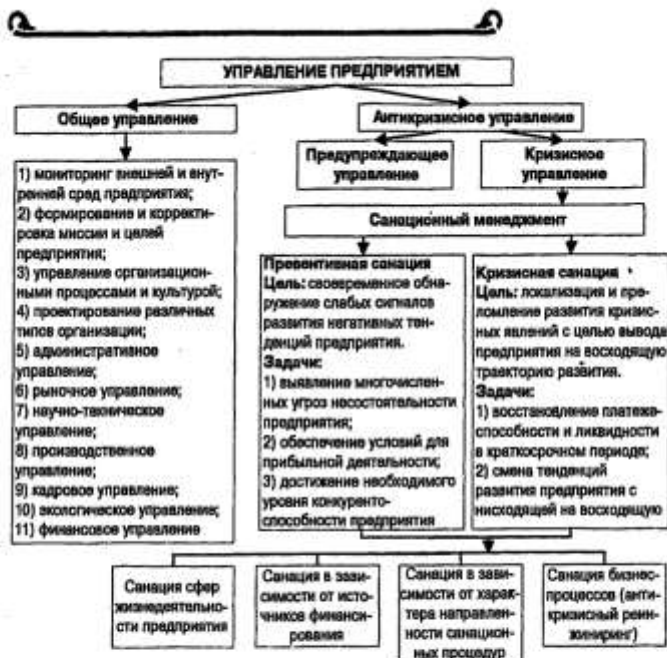 УПРАВЛЕНИЕ ПРЕДПРИЯТИЕМ
Общее управление
Антикризисное управление
Предупреждающее
управление
Кризисное
управление
1) мониторинг внешней и внут-
ренней сред предприятия;
2) формирование и корректи-
ровка миссии и целей
предприятия;
3) управление организацион-
ными процессами и культурой;
4) проектирование различных
типов организации;
5) административное
управление;
6) рыночное управление;
7) научно-техническое
управление;
8) производственное
управление;
9) кадровое управление;
10) экологическое управление;
11) финансовое управление
Санационный менеджмент
Превентивная санация
Цель: своевременное обна-
ружение слабых сигналов
развития негативных тен-
денций предприятия.
Задачи:
1) выявление многочислен-
ных угроз несостоятельности
предприятия;
2) обеспечение условий для
прибыльной деятельности;
3) достижение необходимого
уровня конкуренто-
способности предприятия
Кризисная санация
Цель: локализация и пре-
ломление развития кризис-
ных явлений с целью вывода
предприятия на восходящую
траекторию развития.
Задачи:
1) восстановление платеже-
способности и ликвидности
в краткосрочном периоде;
2) смена тенденций
развития предприятия с
нисходящей на восходящую
Санация сфер
жизнедеятельно-
сти предприятия
Санация в зави-
симости от источ-
ников финанси-
рования
Санация в зави-
симости от харак-
тера направлен-
ности санацион-
ных процедур
Санация бизнес-
процессов (анти-
кризисный реин-
жиниринг)